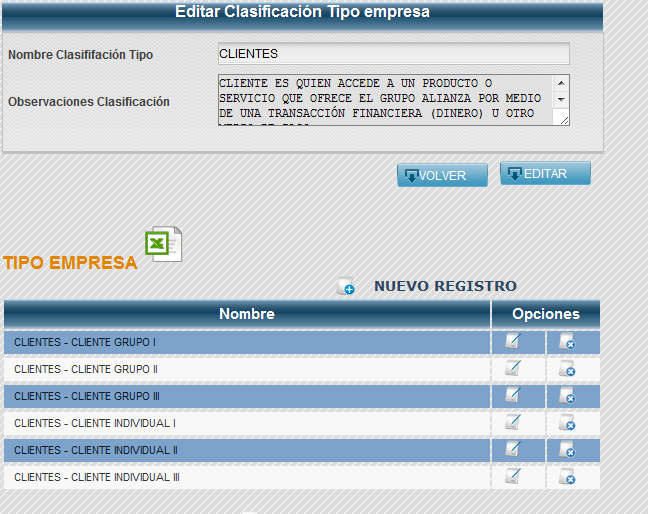 Editar Clasificación Tipo empresa
Nombre Clasififación Tipo
CLIENTES
Observaciones Clasificación
CLIENTE ES QUIEN ACCEDE A UN PRODUCTO O
SERVICIO QUE OFRECE EL GRUPO ALIANZA POR MEDIO
DE UNA TRANSACCIÓN FINANCIERA (DINERO) U OTRO
VOLVER
EDITAR
TIPO EMPRESA
NUEVO REGISTRO
Nombre Opciones
CLIENTES - CLIENTE GRUPO I
CLIENTES - CLIENTE GRUPO II
CLIENTES - CLIENTE GRUPO III
CLIENTES - CLIENTE INDIVIDUAL I
CLIENTES - CLIENTE INDIVIDUAL II
CLIENTES - CLIENTE INDIVIDUAL III